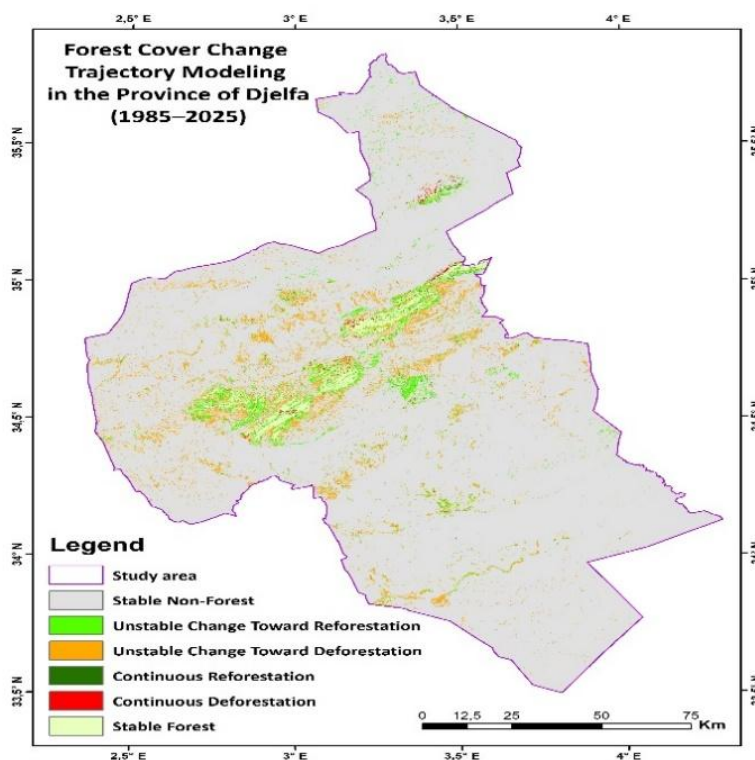 2,5° E 3° E 3,5° E 4° E
Forest Cover Change
Trajectory Modeling
in the Province of Djelfa
(1985–2025)
35,5° N
35° N
34,5° N
34° N
33,5° N
Legend
Study area
Stable Non-Forest
Unstable Change Toward Reforestation
Unstable Change Toward Deforestation
Continuous Reforestation
Continuous Deforestation
Stable Forest
0 12,5 25 50 75
Km
2,5° E 3° E 3,5° E 4° E